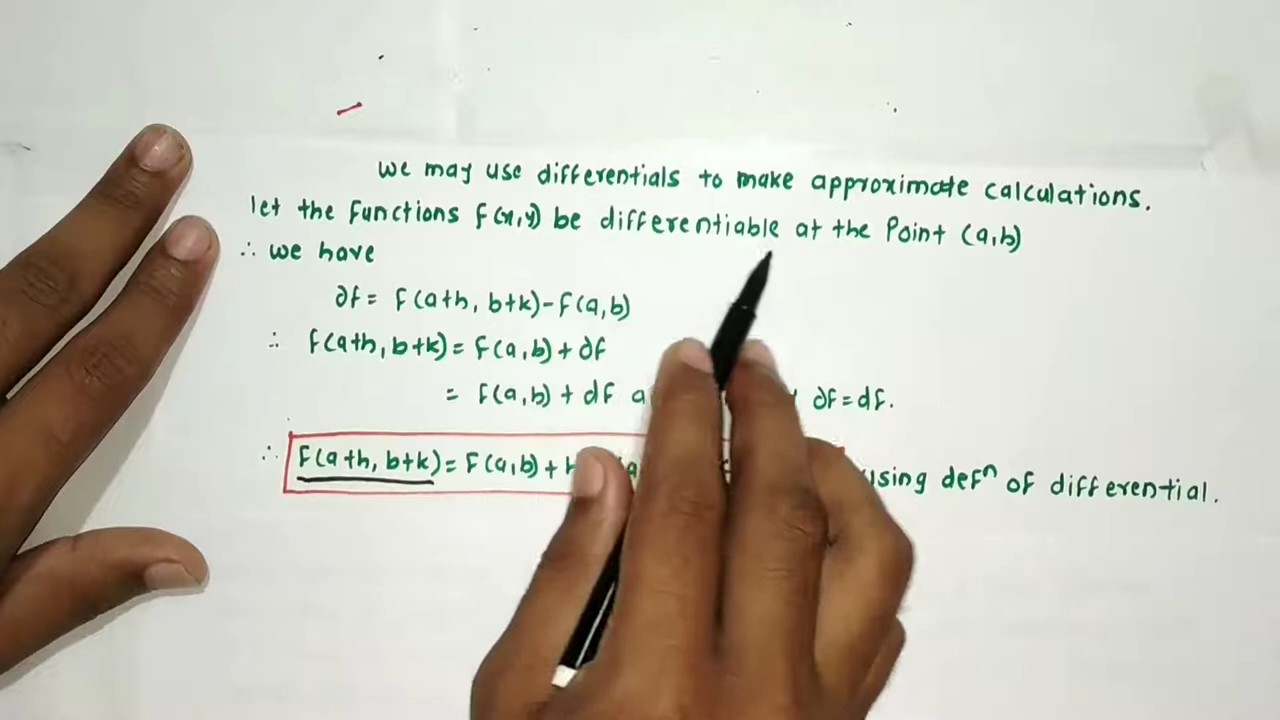 we may use differentials to make approximate calculations.
let the functions f(x,y) be differentiable at the Point (a,b)
∴ we have
∂f = f(a+h, b+k)-f(a,b)
∴ f(a+h, b+k) = f(a,b) + ∂f
= f(a,b) + df ∂f = df.
∴ f(a+h, b+k) = f(a,b) + using defⁿ of differential.